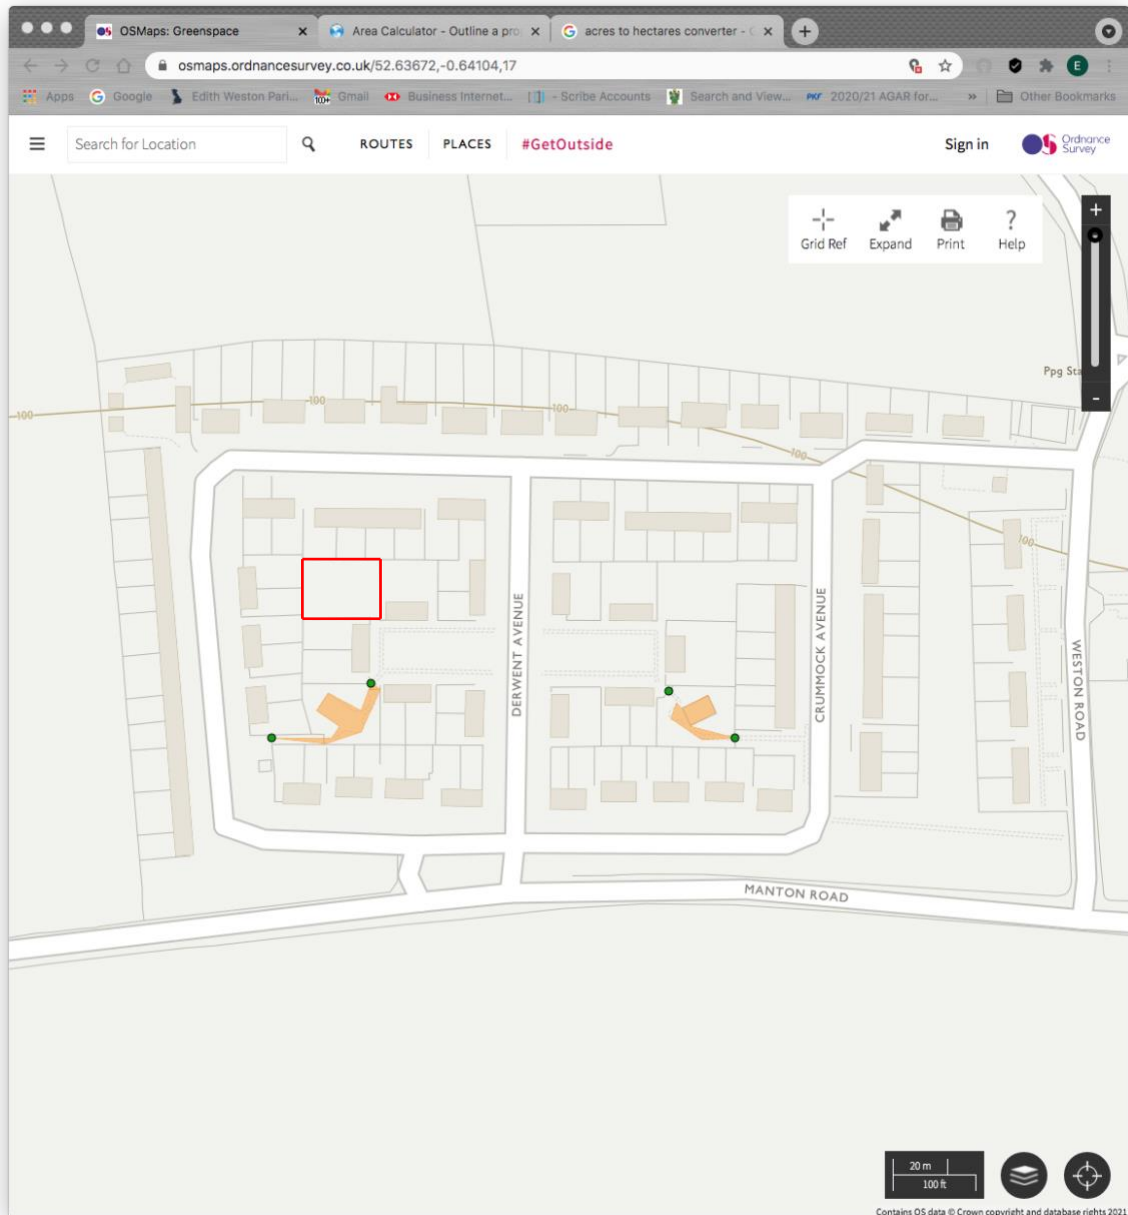 OSMaps: Greenspace
Area Calculator - Outline a pro
acres to hectares converter -
osmaps.ordnancesurvey.co.uk/52.63672,-0.64104,17
E
Apps Google Edith Weston Pari... Gmail Business Internet... - Scribe Accounts Search and View... PKF 2020/21 AGAR for... » Other Bookmarks
Search for Location ROUTES PLACES #GetOutside Sign in OS Ordnance Survey
Grid Ref Expand Print ? Help
+
-
Ppg Sta
100
100
100
100
100
DERWENT AVENUE
CRUMMOCK AVENUE
WESTON ROAD
MANTON ROAD
20 m
100 ft
Contains OS data © Crown copyright and database rights 2021